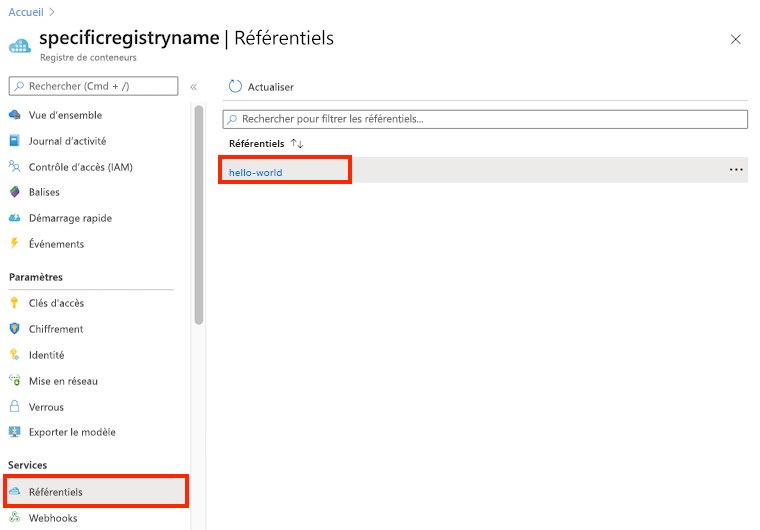 Accueil
specificregistryname | Référentiels
Registre de conteneurs
Rechercher (Cmd + /)
«
Actualiser
Vue d'ensemble
Journal d'activité
Contrôle d'accès (IAM)
Balises
Démarrage rapide
Événements
Paramètres
Clés d'accès
Chiffrement
Identité
Mise en réseau
Verrous
Exporter le modèle
Services
Référentiels
Webhooks
Rechercher pour filtrer les référentiels...
Référentiels ↑↓
hello-world